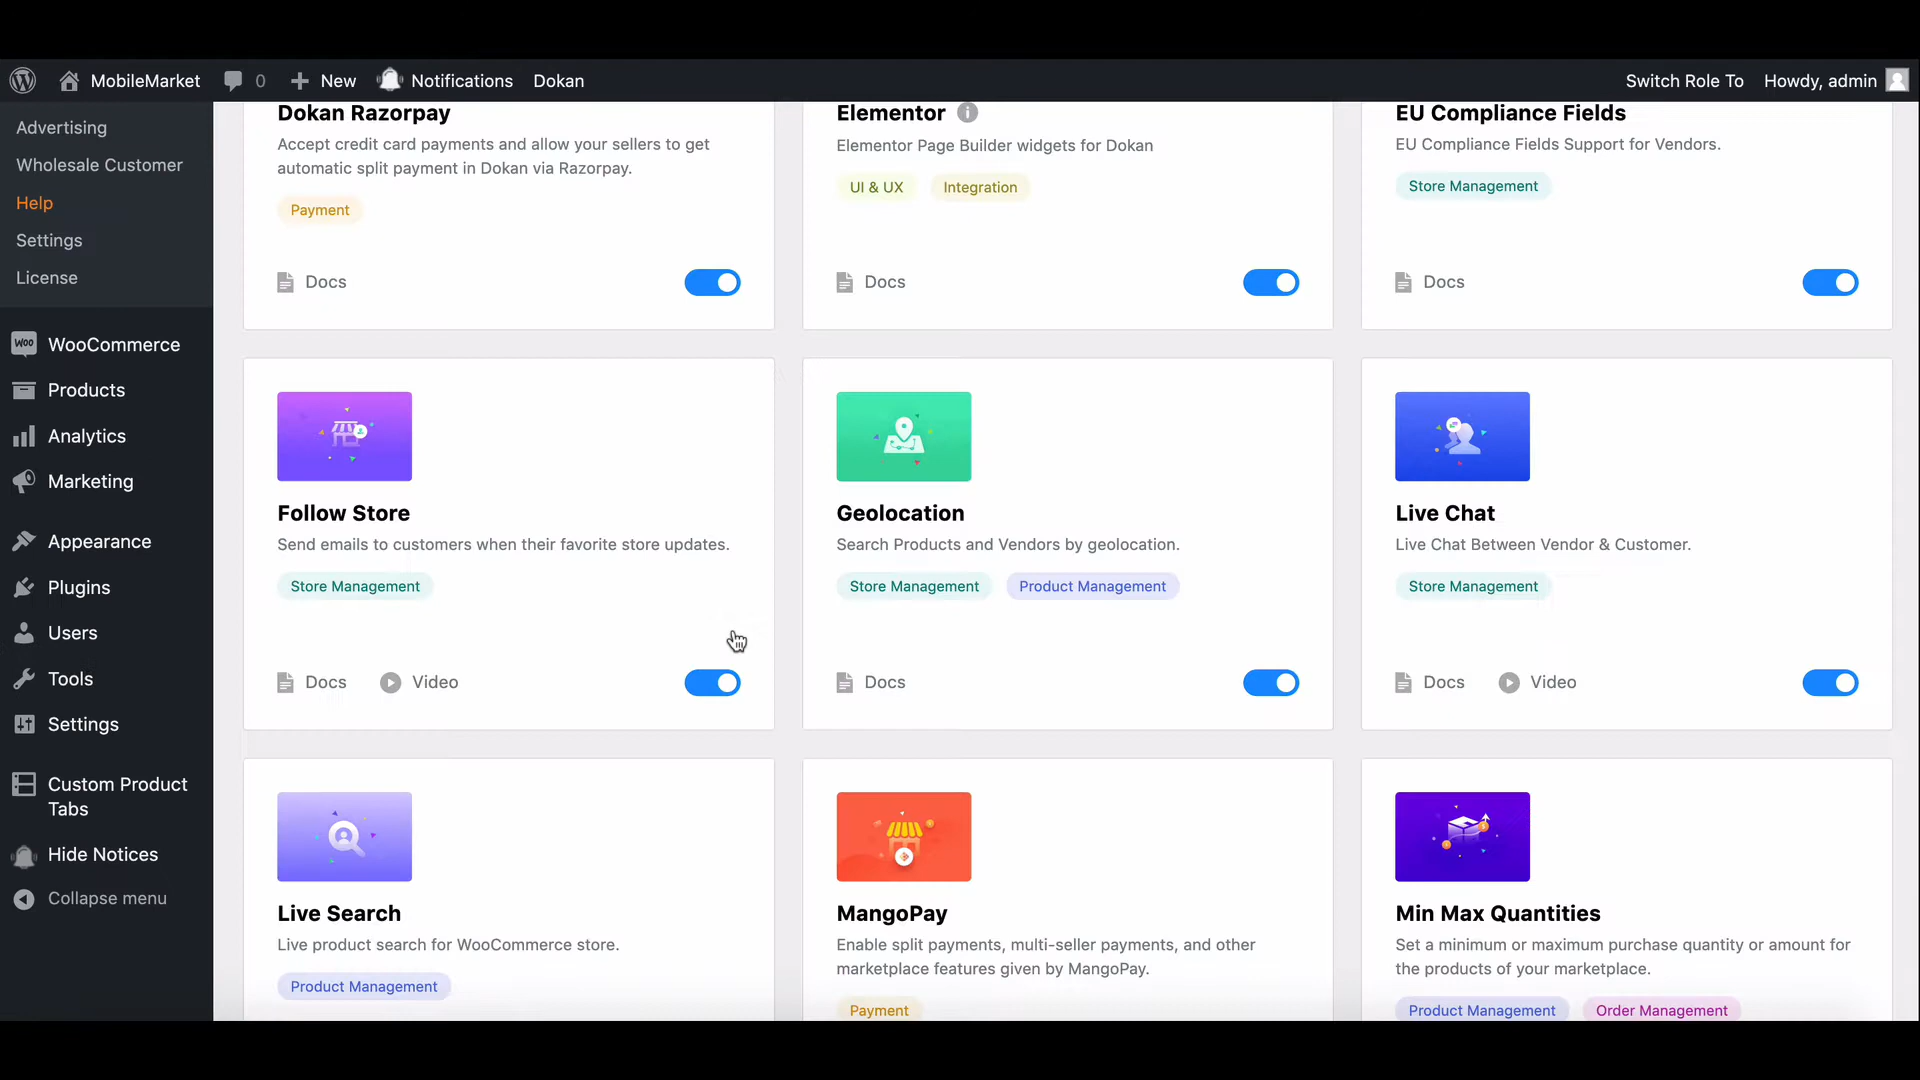 MobileMarket
0
New
Notifications
Dokan
Switch Role To
Howdy, admin
Advertising
Wholesale Customer
Help
Settings
License
WOO WooCommerce
Products
Analytics
Marketing
Appearance
Plugins
Users
Tools
Settings
Custom Product
Tabs
Hide Notices
Collapse menu
Dokan Razorpay
Accept credit card payments and allow your sellers to get
automatic split payment in Dokan via Razorpay.
Payment
Docs
Elementor
Elementor Page Builder widgets for Dokan
UI & UX
Integration
Docs
EU Compliance Fields
EU Compliance Fields Support for Vendors.
Store Management
Docs
Follow Store
Send emails to customers when their favorite store updates.
Store Management
Docs
Video
Geolocation
Search Products and Vendors by geolocation.
Store Management
Product Management
Docs
Live Chat
Live Chat Between Vendor & Customer.
Store Management
Docs
Video
Live Search
Live product search for WooCommerce store.
Product Management
MangoPay
Enable split payments, multi-seller payments, and other
marketplace features given by MangoPay.
Payment
Min Max Quantities
Set a minimum or maximum purchase quantity or amount for
the products of your marketplace.
Product Management
Order Management